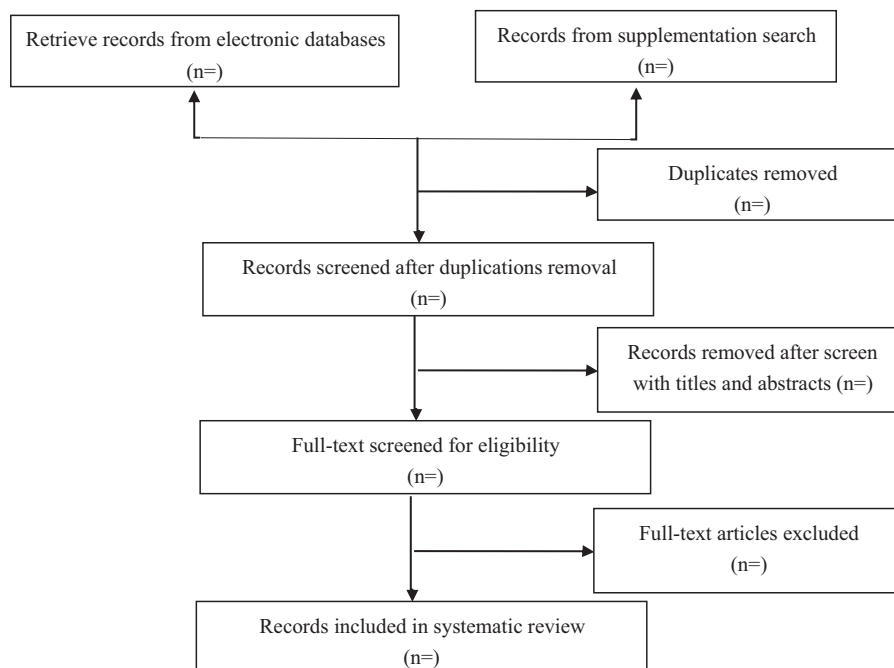 Retrieve records from electronic databases
(n=)
Records from supplementation search
(n=)
Duplicates removed
(n=)
Records screened after duplications removal
(n=)
Records removed after screen
with titles and abstracts (n=)
Full-text screened for eligibility
(n=)
Full-text articles excluded
(n=)
Records included in systematic review
(n=)